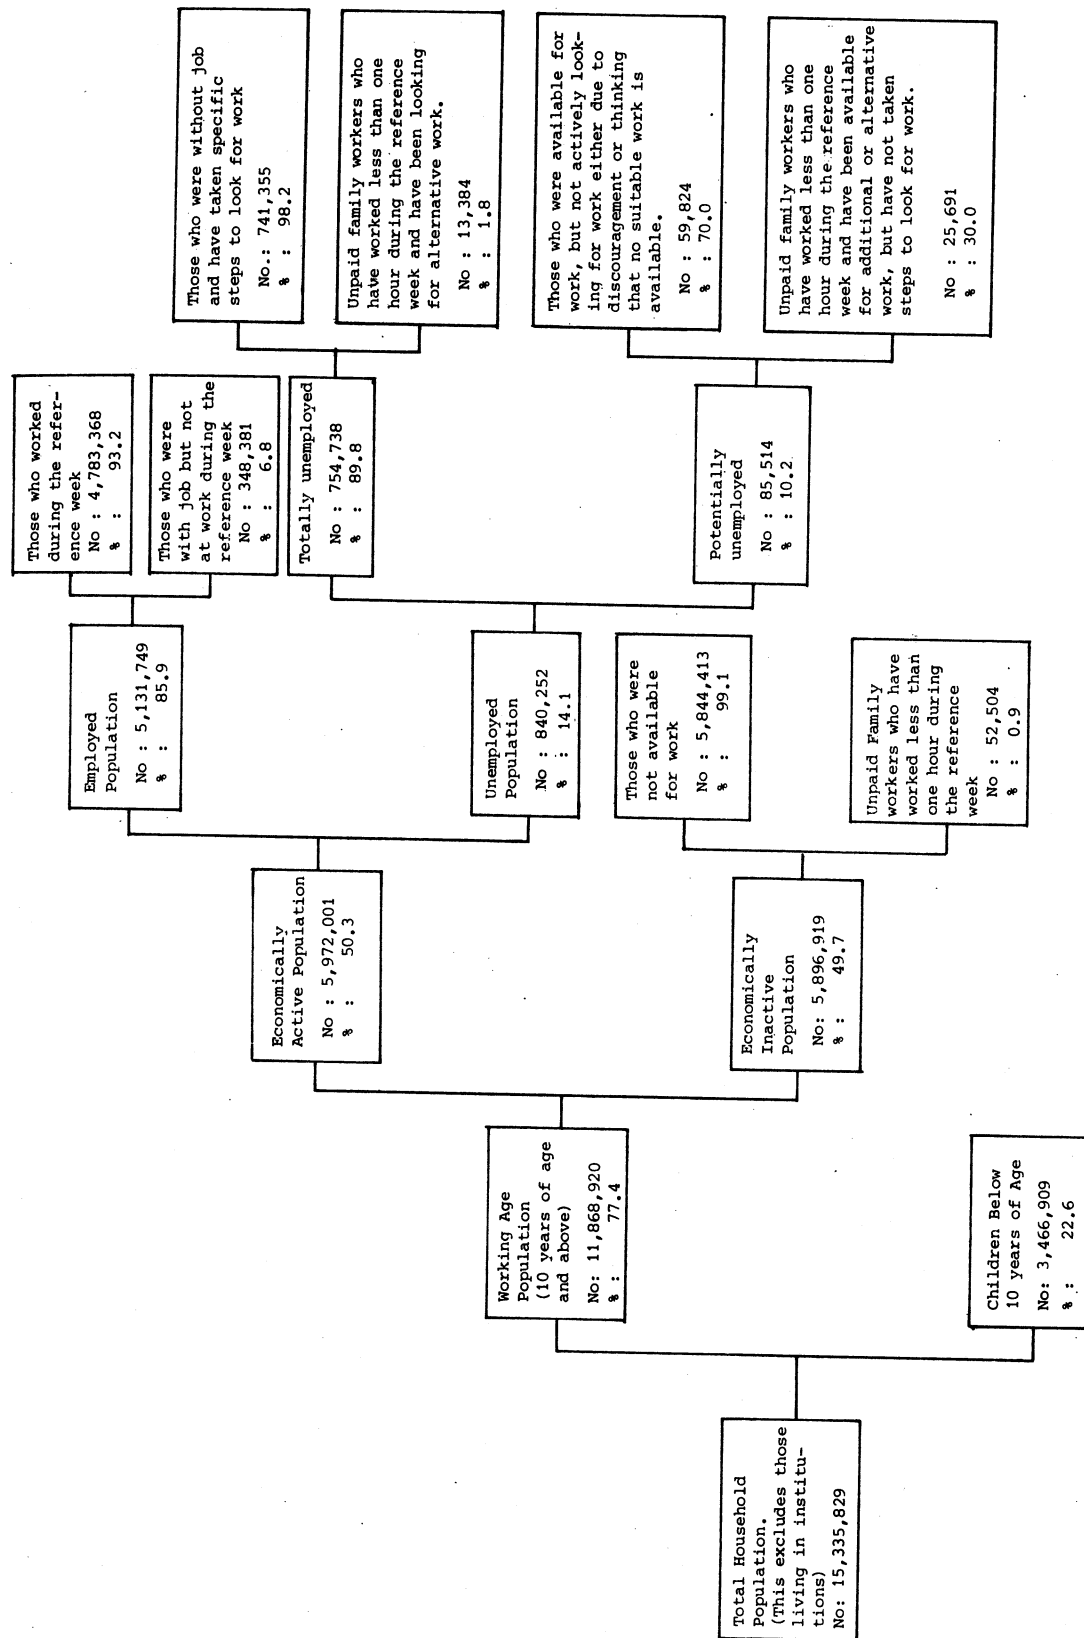 Total Household
Population.
(This excludes those
living in institu-
tions)
No: 15,335,829
Working Age
Population
(10 years of age
and above)
No: 11,868,920
% : 77.4
Children Below
10 years of Age
No: 3,466,909
% : 22.6
Economically
Active Population
No : 5,972,001
% : 50.3
Economically
Inactive
Population
No: 5,896,919
% : 49.7
Employed
Population
No : 5,131,749
% : 85.9
Unemployed
Population
No : 840,252
% : 14.1
Those who were
not available
for work
No : 5,844,413
% : 99.1
Unpaid Family
workers who have
worked less than
one hour during
the reference
week
No : 52,504
% : 0.9
Those who worked
during the refer-
ence week
No : 4,783,368
% : 93.2
Those who were
with job but not
at work during the
reference week
No : 348,381
% : 6.8
Totally unemployed
No : 754,738
% : 89.8
Potentially
unemployed
No : 85,514
% : 10.2
Those who were without job
and have taken specific
steps to look for work
No.: 741,355
% : 98.2
Unpaid family workers who
have worked less than one
hour during the reference
week and have been looking
for alternative work.
No : 13,384
% : 1.8
Those who were available for
work, but not actively look-
ing for work either due to
discouragement or thinking
that no suitable work is
available.
No : 59,824
% : 70.0
Unpaid family workers who
have worked less than one
hour during the reference
week and have been available
for additional or alternative
work, but have not taken
steps to look for work.
No : 25,691
% : 30.0